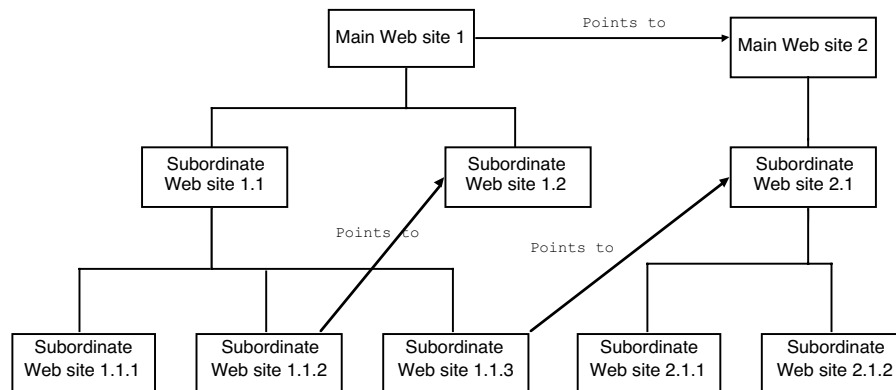 Points to
Main Web site 1
Main Web site 2
Subordinate
Web site 1.1
Subordinate
Web site 1.2
Subordinate
Web site 2.1
Points to
Points to
Subordinate
Web site 1.1.1
Subordinate
Web site 1.1.2
Subordinate
Web site 1.1.3
Subordinate
Web site 2.1.1
Subordinate
Web site 2.1.2